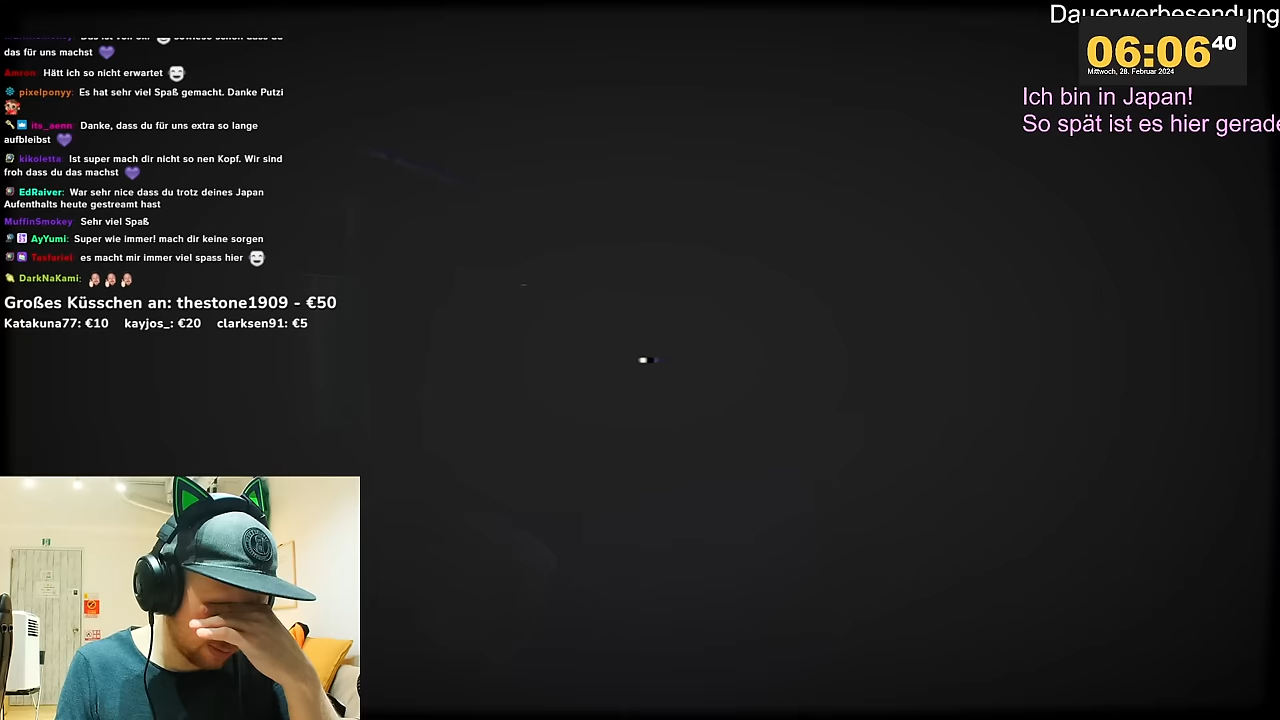 Dauerwerbesendung
06:06 40
Mittwoch, 28. Februar 2024
Ich bin in Japan!
So spät ist es hier gerade
das für uns machst
Amron: Hätt ich so nicht erwartet
pixelponyy: Es hat sehr viel Spaß gemacht. Danke Putzi
its_aenn: Danke, dass du für uns extra so lange
aufbleibst
kikoletta: Ist super mach dir nicht so nen Kopf. Wir sind
froh dass du das machst
EdRaiver: War sehr nice dass du trotz deines Japan
Aufenthalts heute gestreamt hast
MuffinSmokey: Sehr viel Spaß
AyYumi: Super wie immer! mach dir keine sorgen
Tasfariel: es macht mir immer viel spass hier
DarkNaKami:
Großes Küsschen an: thestone1909 - €50
Katakuna77: €10 kayjos_: €20 clarksen91: €5